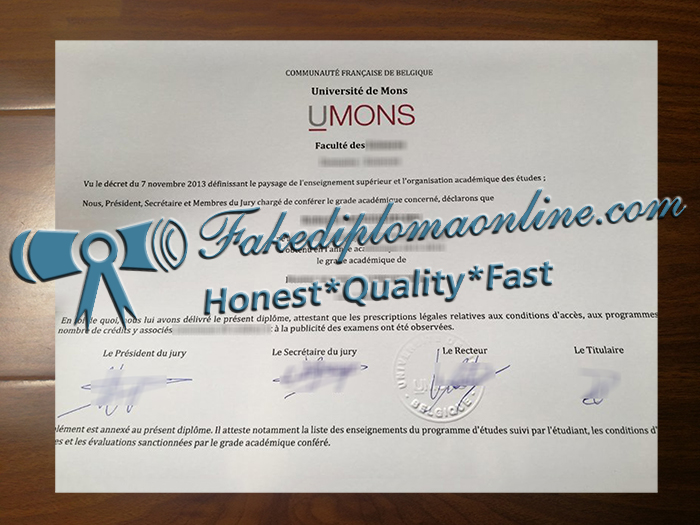 COMMUNAUTÉ FRANÇAISE DE BELGIQUE
Université de Mons
UMONS
Faculté des
Vu le décret du 7 novembre 2013 définissant le paysage de l'enseignement supérieur et l'organisation académique des études ;
Nous, Président, Secrétaire et Membres du Jury chargé de conférer le grade académique concerné, déclarons que
Fakediplomaonline.com
obtenu en l'année
le grade académique de
Honest*Quality*Fast
En foi de quoi, nous lui avons délivré le présent diplôme, attestant que les prescriptions légales relatives aux conditions d'accès, aux programmes
nombre de crédits y associés : à la publicité des examens ont été observées.
Le Président du jury Le Secrétaire du jury Le Recteur Le Titulaire
BELGIQUE
lément est annexé au présent diplôme. Il atteste notamment la liste des enseignements du programme d'études suivi par l'étudiant, les conditions d'
es et les évaluations sanctionnées par le grade académique conféré.